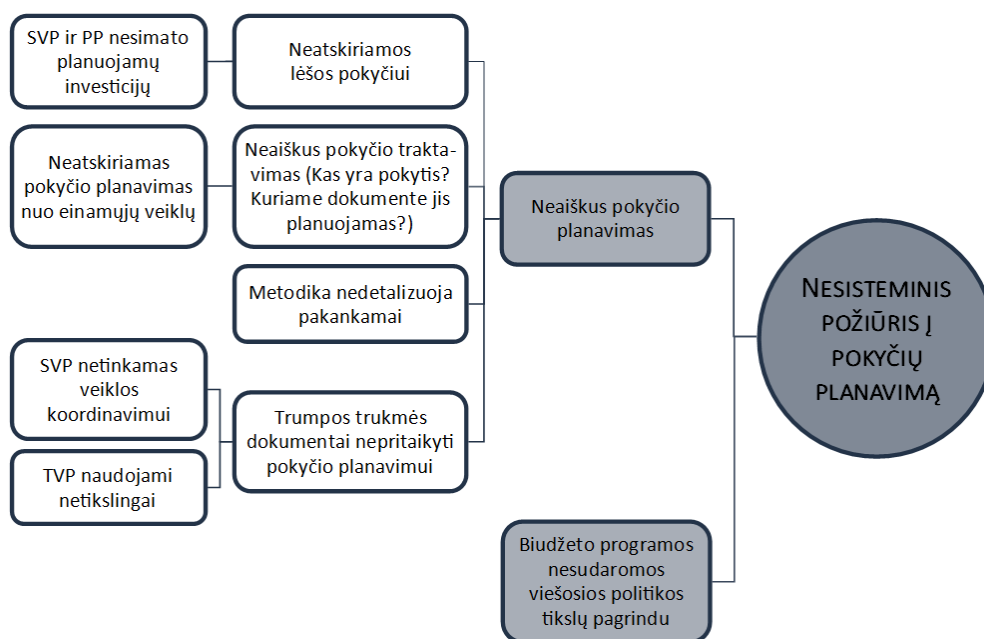 SVP ir PP nesimato
planuojamų
investicijų
Neatskiriamos
lėšos pokyčiui
Neatskiriamas
pokyčio planavimas
nuo einamųjų veiklų
Neaiškus pokyčio trakta-
vimas (Kas yra pokytis?
Kuriame dokumente jis
planuojamas?)
Metodika nedetalizuoja
pakankamai
SVP netinkamas
veiklos
koordinavimui
TVP naudojami
netikslingai
Trumpos trukmės
dokumentai nepritaikyti
pokyčio planavimui
Neaiškus pokyčio
planavimas
Biudžeto programos
nesudaromos
viešosios politikos
tikslų pagrindu
NESISTEMINIS
POŽIŪRIS Į
POKYČIŲ
PLANAVIMĄ